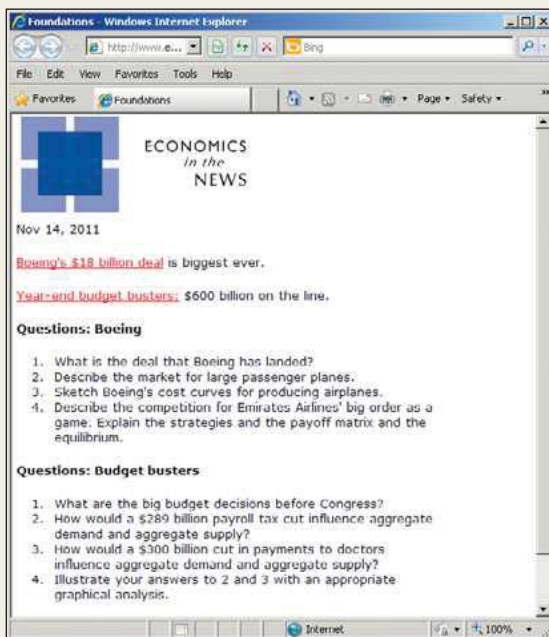 Foundations - Windows Internet Explorer
http://www.e...
Bing
File Edit View Favorites Tools Help
Favorites Foundations Page Safety »
ECONOMICS
in the
NEWS
Nov 14, 2011
Boeing's $18 billion deal is biggest ever.
Year-end budget busters: $600 billion on the line.
Questions: Boeing
1. What is the deal that Boeing has landed?
2. Describe the market for large passenger planes.
3. Sketch Boeing's cost curves for producing airplanes.
4. Describe the competition for Emirates Airlines' big order as a
game. Explain the strategies and the payoff matrix and the
equilibrium.
Questions: Budget busters
1. What are the big budget decisions before Congress?
2. How would a $289 billion payroll tax cut influence aggregate
demand and aggregate supply?
3. How would a $300 billion cut in payments to doctors
influence aggregate demand and aggregate supply?
4. Illustrate your answers to 2 and 3 with an appropriate
graphical analysis.
Internet 100%